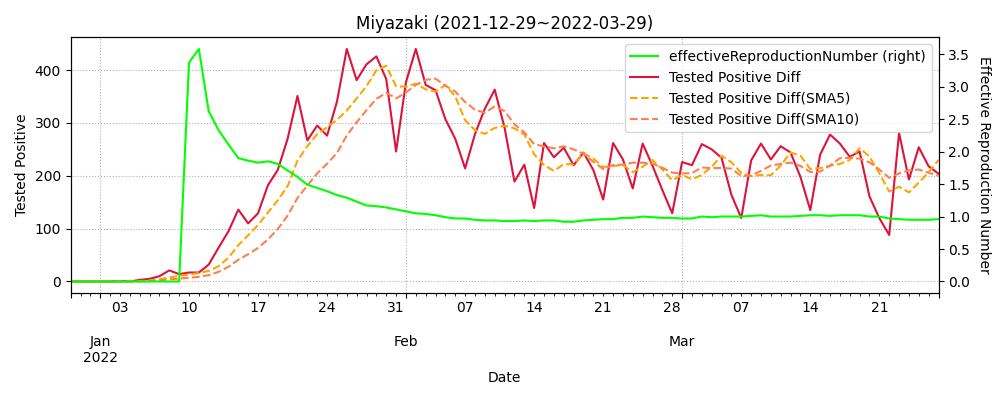 Miyazaki (2021-12-29~2022-03-29)
effectiveReproductionNumber (right)
Tested Positive Diff
Tested Positive Diff(SMA5)
Tested Positive Diff(SMA10)
Tested Positive
400
300
200
100
0
3.5
3.0
2.5
2.0
1.5
1.0
0.5
0.0
Effective Reproduction Number
03 10 17 24 31 07 14 21 28 07 14 21
Jan Feb Mar
2022
Date